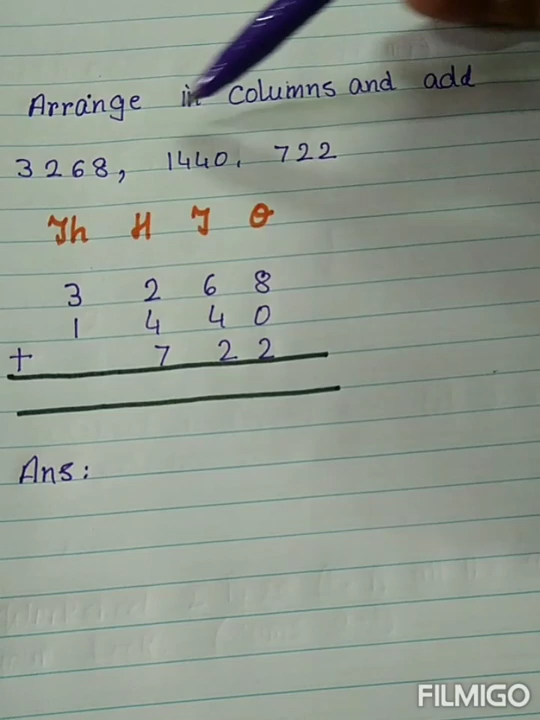 Arrange in columns and add
3268, 1440, 722
Th H T O
3 2 6 8
1 4 4 0
+ 7 2 2
Ans:
FILMIGO